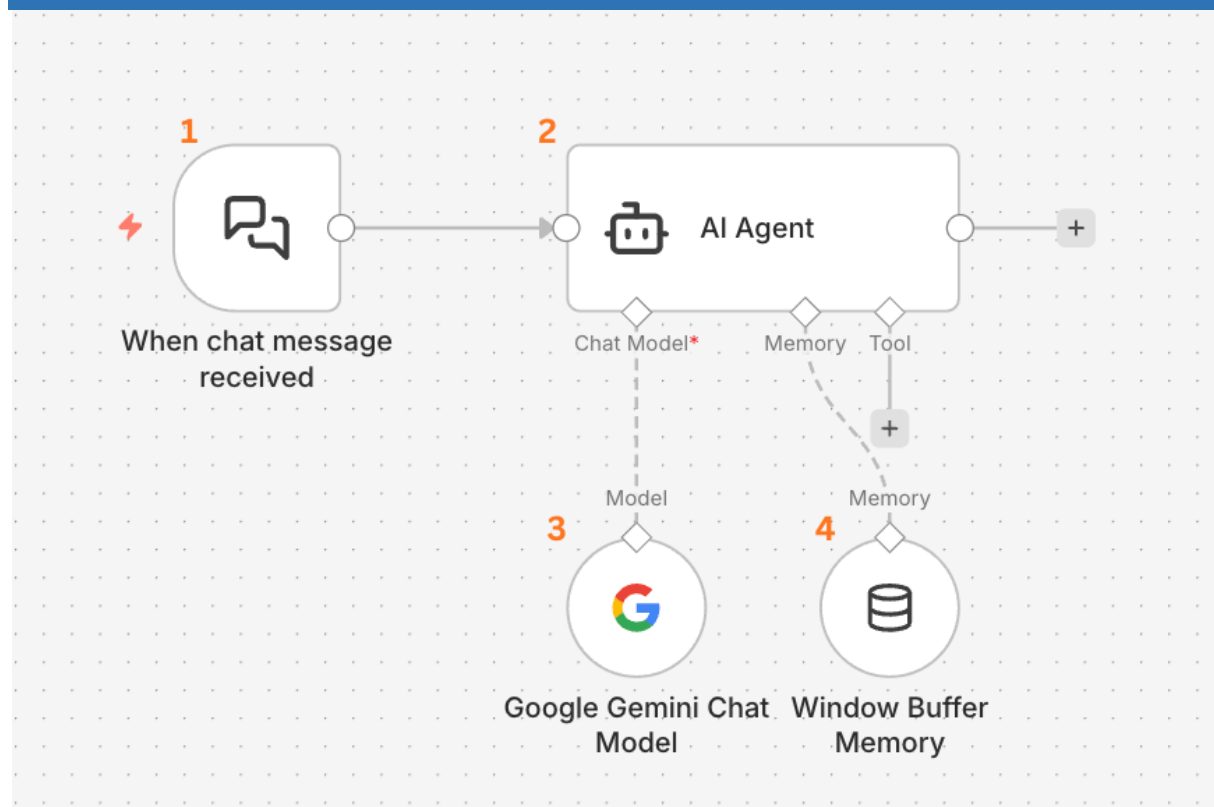 1
2
AI Agent
+
When chat message
received
Chat Model*
Memory
Tool
+
Model
Memory
3
4
Google Gemini Chat
Model
Window Buffer
Memory